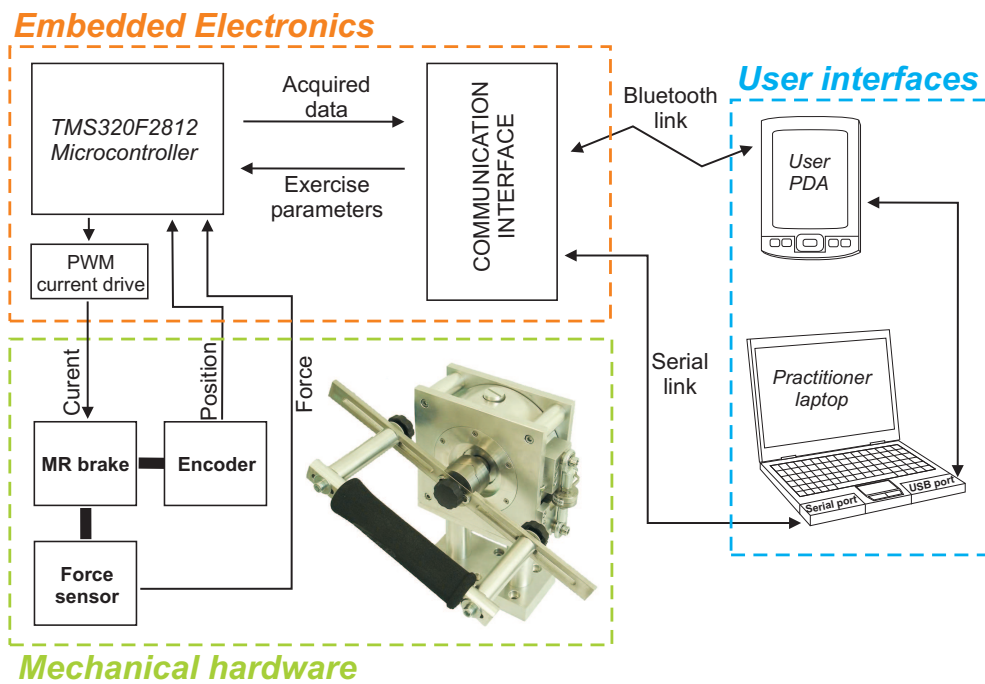 Embedded Electronics
TMS320F2812
Microcontroller
Acquired
data
Exercise
parameters
COMMUNICATION
INTERFACE
PWM
current drive
Bluetooth
link
Serial
link
User interfaces
User
PDA
Practitioner
laptop
Serial port
USB port
Curent
Position
Force
MR brake
Encoder
Force
sensor
Mechanical hardware